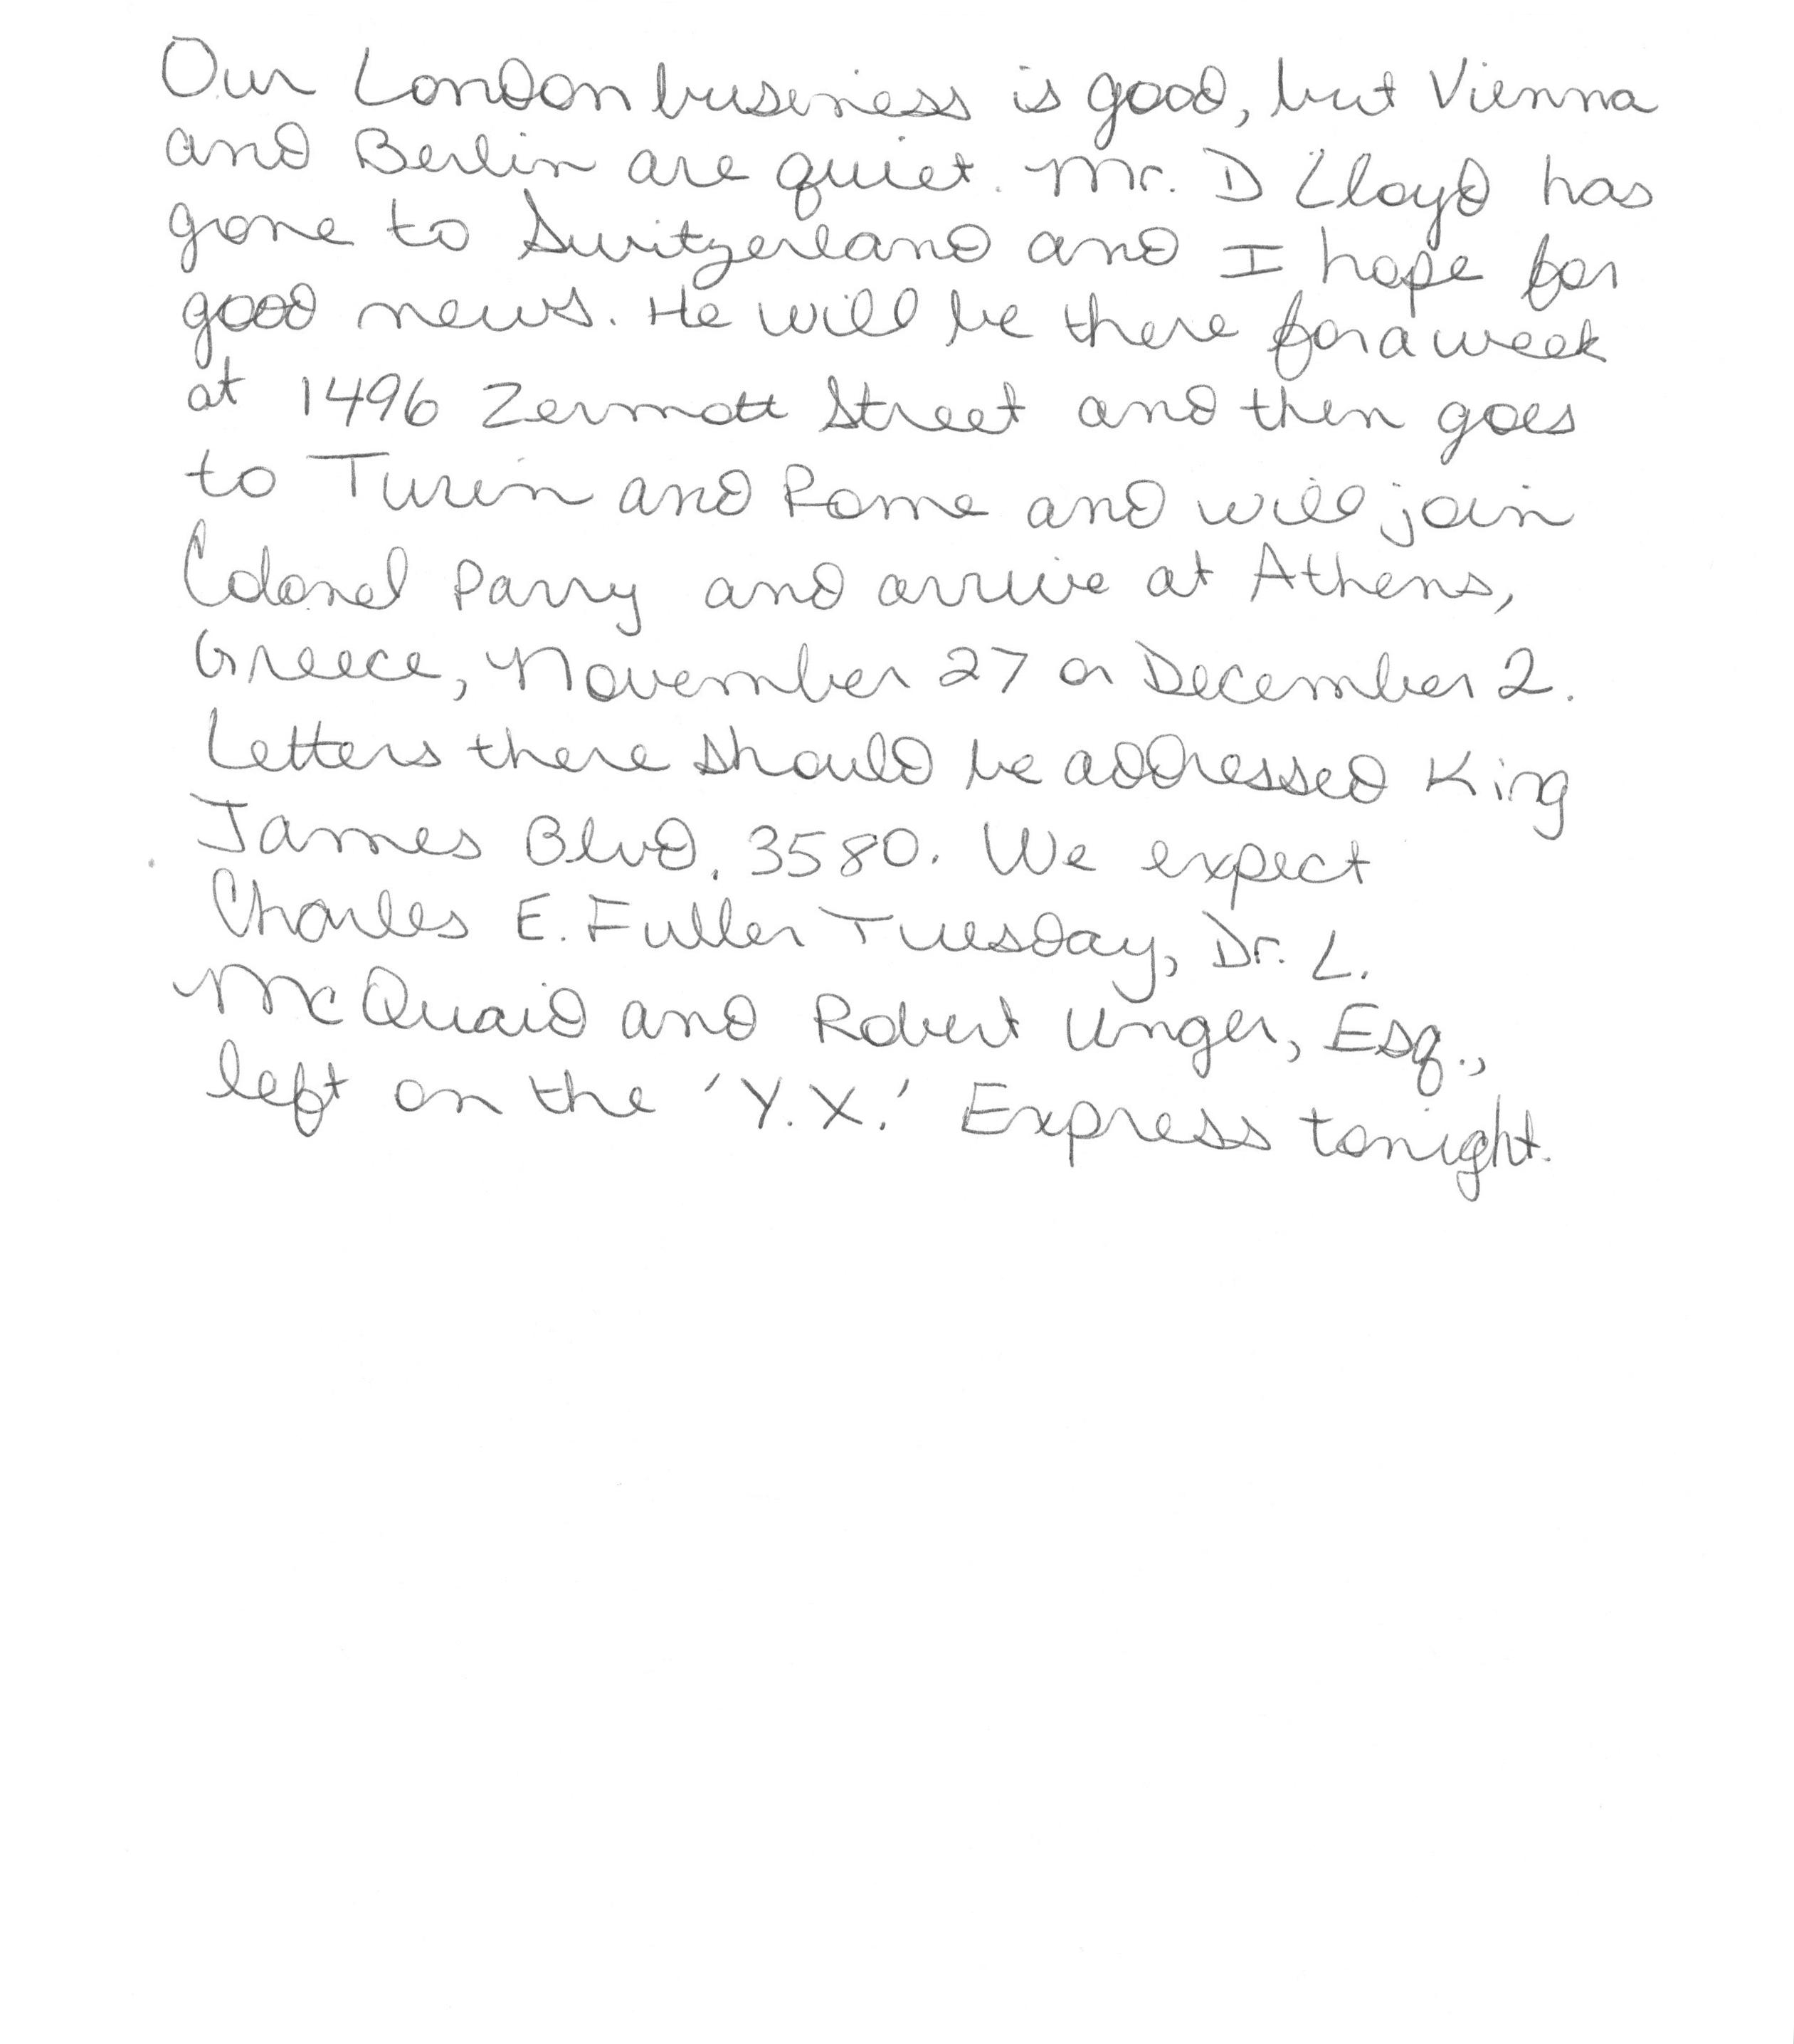 Our London business is good, but Vienna
and Berlin are quiet. Mr. D Lloyd has
gone to Switzerland and I hope for
good news. He will be there for a week
at 1496 Zermott Street and then goes
to Turin and Rome and will join
Colonel Parry and arrive at Athens,
Greece, November 27 or December 2.
Letters there should be addressed King
James Blvd. 3580. We expect
Charles E. Fuller Tuesday, Dr. L.
McQuaid and Robert Unger, Esq.,
left on the 'Y.X.' Express tonight.